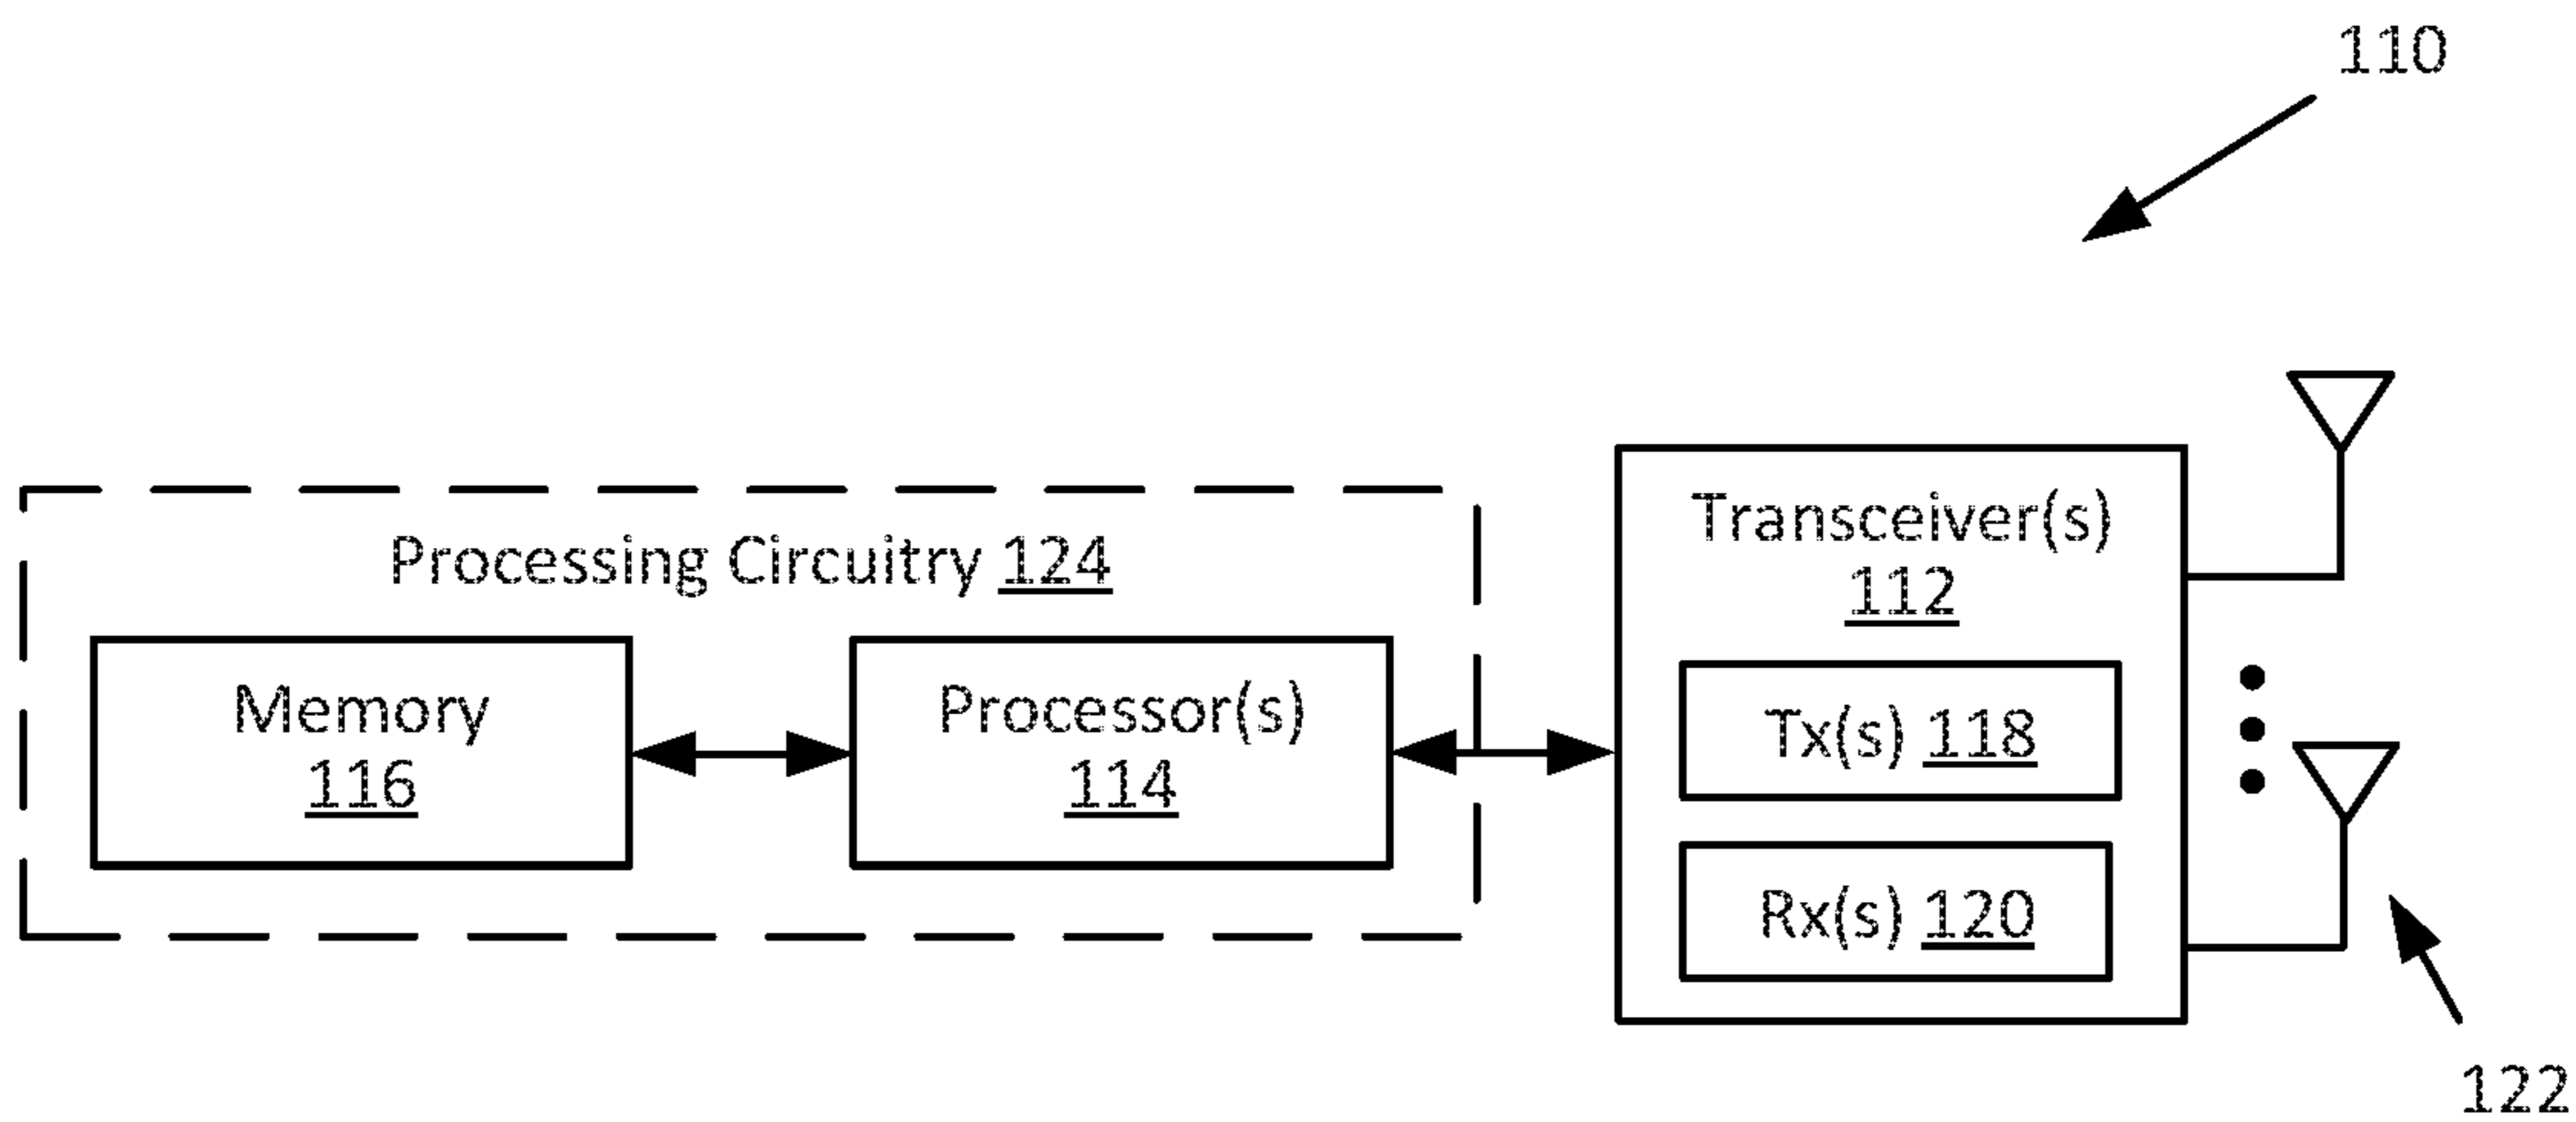 110
Processing Circuitry 124
Memory
116
Processor(s)
114
Transceiver(s)
112
Tx(s) 118
Rx(s) 120
122